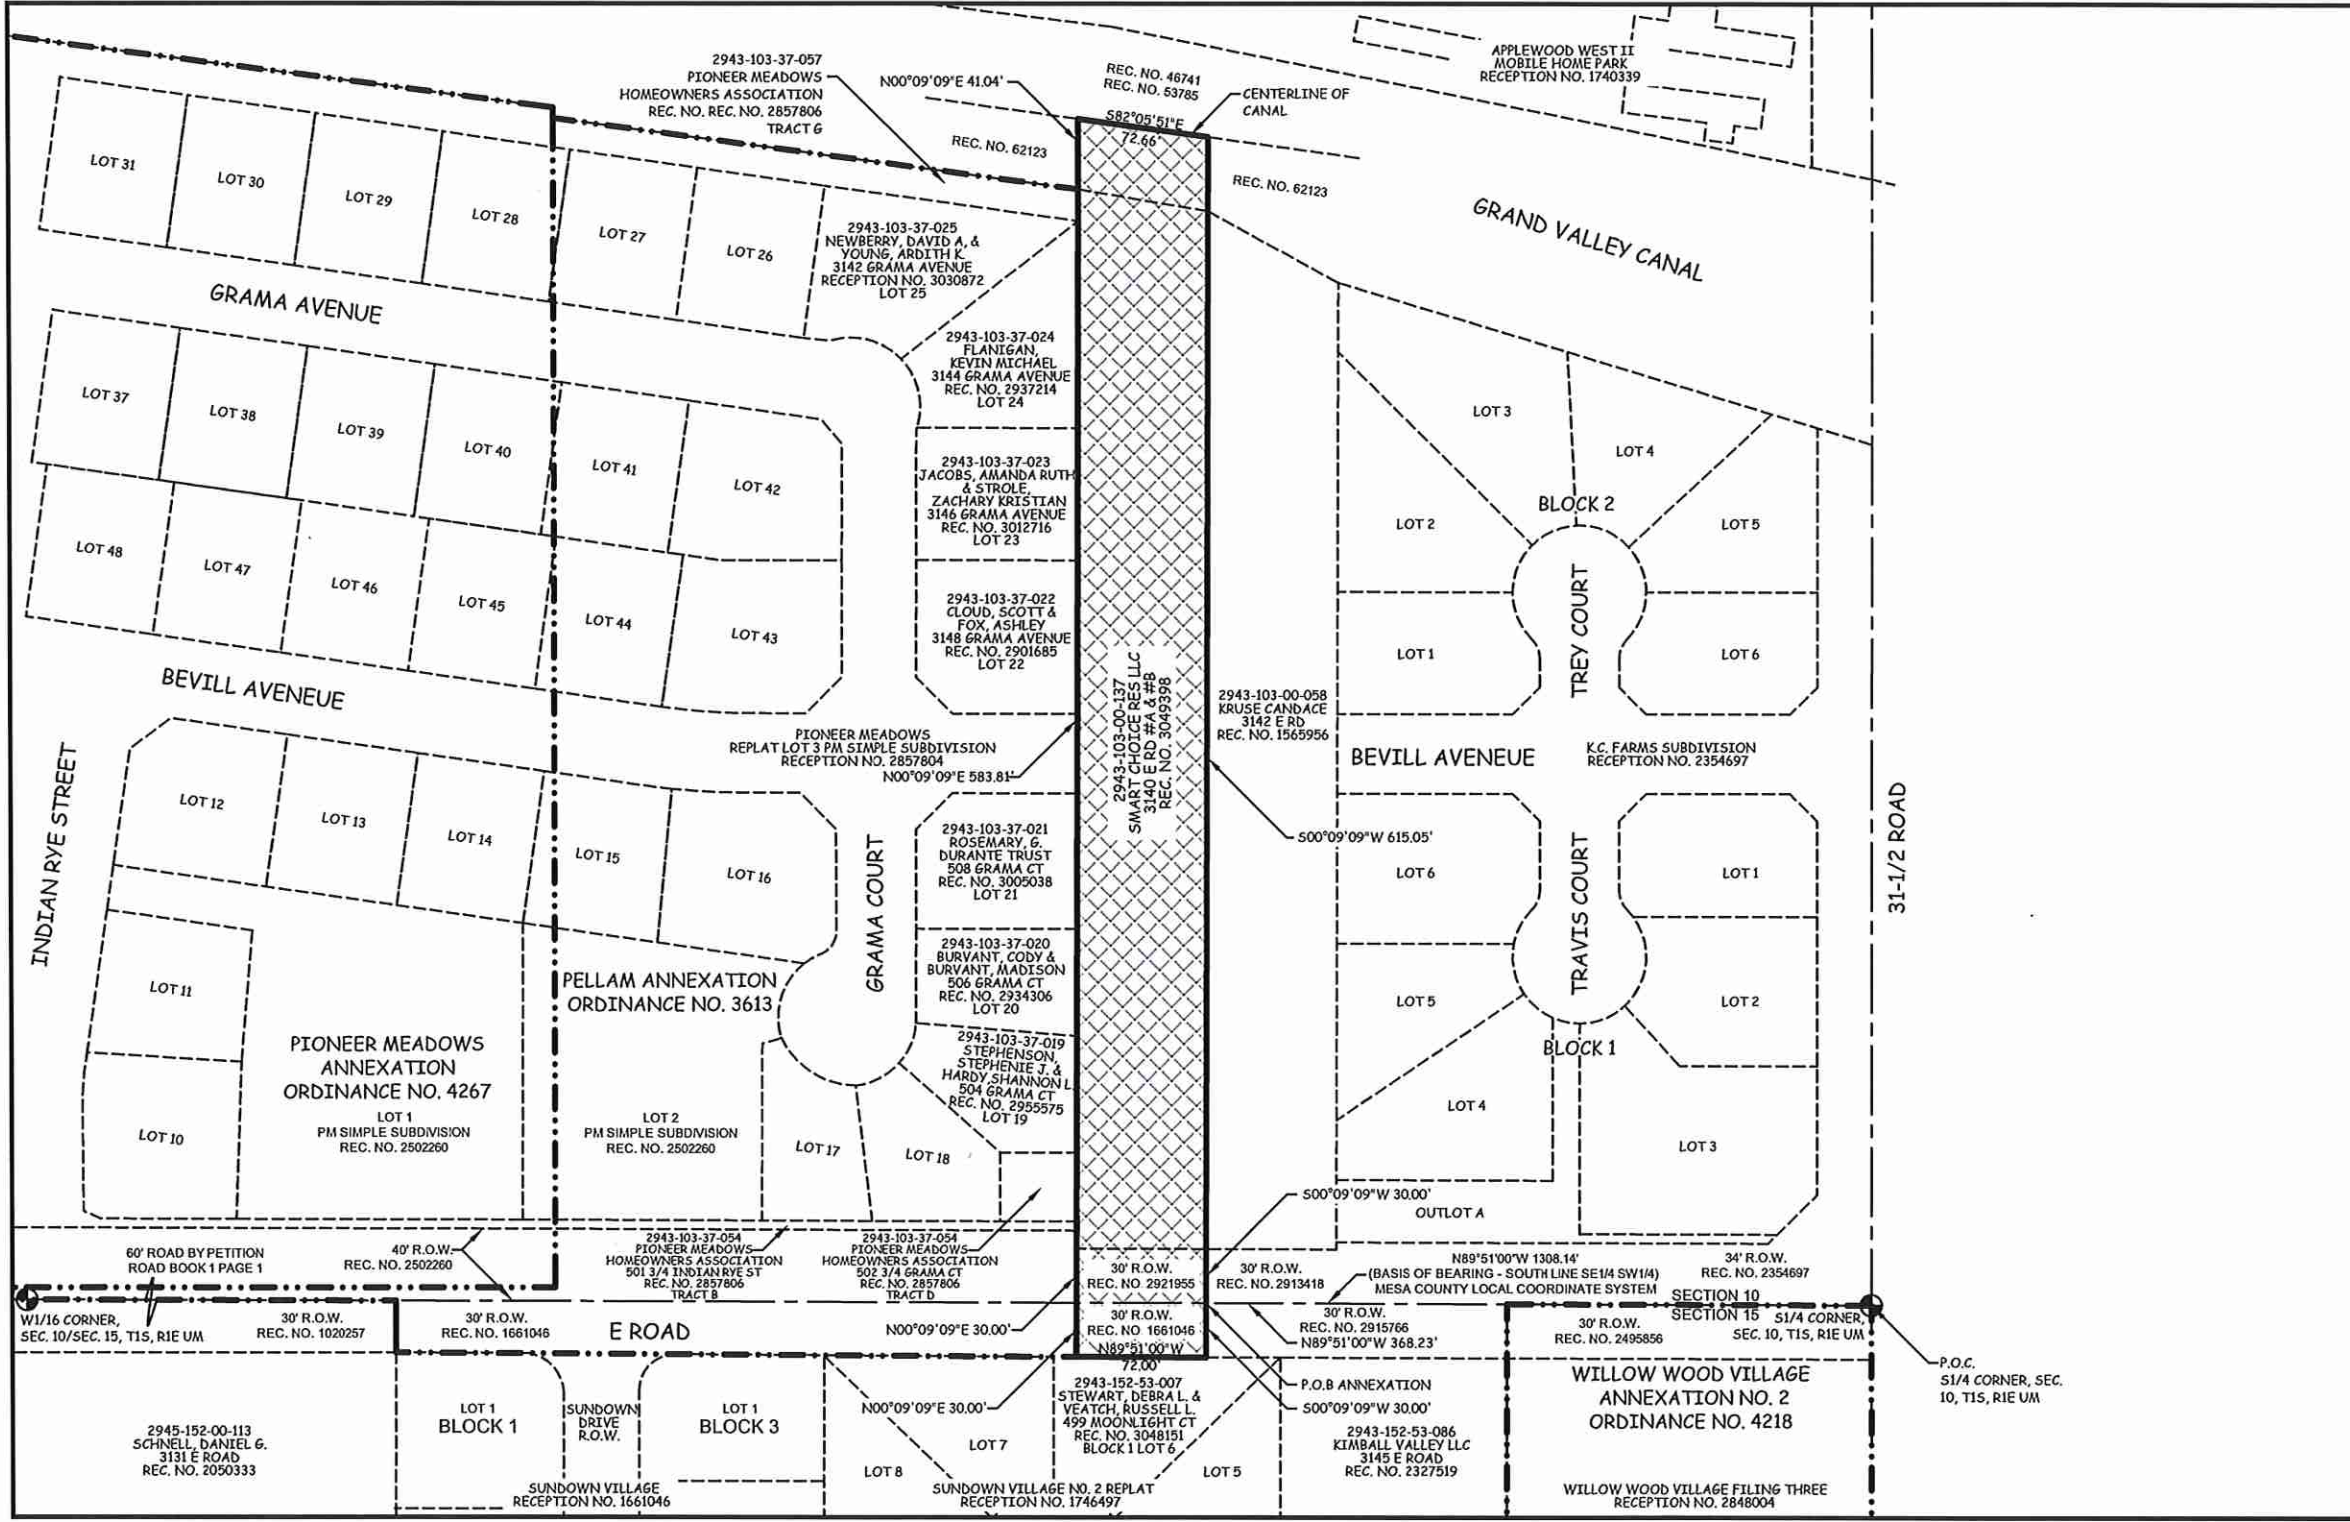 2943-103-37-057
PIONEER MEADOWS
HOMEOWNERS ASSOCIATION
REC. NO. REC. NO. 2857806
TRACT G
N00°09'09"E 41.04'
REC. NO. 46741
REC. NO. 53785
S82°05'51"E
72.66'
CENTERLINE OF
CANAL
APPLEWOOD WEST II
MOBILE HOME PARK
RECEPTION NO. 1740339
REC. NO. 62123
REC. NO. 62123
GRAND VALLEY CANAL
LOT 31
LOT 30
LOT 29
LOT 28
LOT 27
LOT 26
2943-103-37-025
NEWBERRY, DAVID A, &
YOUNG, ARDITH K.
3142 GRAMA AVENUE
RECEPTION NO. 3030872
LOT 25
GRAMA AVENUE
2943-103-37-024
FLANIGAN,
KEVIN MICHAEL
3144 GRAMA AVENUE
REC. NO. 2937214
LOT 24
LOT 37
LOT 38
LOT 39
LOT 40
LOT 41
LOT 42
2943-103-37-023
JACOBS, AMANDA RUTH
& STROLE,
ZACHARY KRISTIAN
3146 GRAMA AVENUE
REC. NO. 3012716
LOT 23
LOT 3
LOT 4
BLOCK 2
LOT 2
LOT 5
LOT 48
LOT 47
LOT 46
LOT 45
LOT 44
LOT 43
2943-103-37-022
CLOUD, SCOTT &
FOX, ASHLEY
3148 GRAMA AVENUE
REC. NO. 2901685
LOT 22
TREY COURT
LOT 1
LOT 6
BEVILL AVENEUE
2943-103-00-137
SMART CHOICE RES LLC
3140 E RD #A & #B
REC. NO. 3049398
2943-103-00-058
KRUSE CANDACE
3142 E RD
REC. NO. 1565956
PIONEER MEADOWS
REPLAT LOT 3 PM SIMPLE SUBDIVISION
RECEPTION NO. 2857804
N00°09'09"E 583.81'
BEVILL AVENEUE
K.C. FARMS SUBDIVISION
RECEPTION NO. 2354697
31-1/2 ROAD
INDIAN RYE STREET
LOT 12
LOT 13
LOT 14
LOT 15
LOT 16
GRAMA COURT
2943-103-37-021
ROSEMARY, G.
DURANTE TRUST
508 GRAMA CT
REC. NO. 3005038
LOT 21
S00°09'09"W 615.05'
LOT 6
TRAVIS COURT
LOT 1
LOT 11
PELLAM ANNEXATION
ORDINANCE NO. 3613
2943-103-37-020
BURVANT, CODY &
BURVANT, MADISON
506 GRAMA CT
REC. NO. 2934306
LOT 20
LOT 5
LOT 2
PIONEER MEADOWS
ANNEXATION
ORDINANCE NO. 4267
LOT 1
PM SIMPLE SUBDIVISION
REC. NO. 2502260
LOT 2
PM SIMPLE SUBDIVISION
REC. NO. 2502260
2943-103-37-019
STEPHENSON,
STEPHENIE J. &
HARDY,SHANNON L.
504 GRAMA CT
REC. NO. 2955575
LOT 19
BLOCK 1
LOT 4
LOT 3
LOT 10
LOT 17
LOT 18
S00°09'09"W 30.00'
OUTLOT A
60' ROAD BY PETITION
ROAD BOOK 1 PAGE 1
40' R.O.W.
REC. NO. 2502260
2943-103-37-054
PIONEER MEADOWS
HOMEOWNERS ASSOCIATION
501 3/4 INDIAN RYE ST
REC. NO. 2857806
TRACT B
2943-103-37-054
PIONEER MEADOWS
HOMEOWNERS ASSOCIATION
502 3/4 GRAMA CT
REC. NO. 2857806
TRACT D
30' R.O.W.
REC. NO. 2921955
30' R.O.W.
REC. NO. 2913418
N89°51'00"W 1308.14'
(BASIS OF BEARING - SOUTH LINE SE1/4 SW1/4)
MESA COUNTY LOCAL COORDINATE SYSTEM
34' R.O.W.
REC. NO. 2354697
SECTION 10
SECTION 15
W1/16 CORNER,
SEC. 10/SEC. 15, T1S, R1E UM
30' R.O.W.
REC. NO. 1020257
30' R.O.W.
REC. NO. 1661046
E ROAD
N00°09'09"E 30.00'
30' R.O.W.
REC. NO 1661046
N89°51'00"W
72.00'
30' R.O.W.
REC. NO. 2915766
N89°51'00"W 368.23'
30' R.O.W.
REC. NO. 2495856
S1/4 CORNER,
SEC. 10, T1S, R1E UM
P.O.C.
S1/4 CORNER, SEC.
10, T1S, R1E UM
2945-152-00-113
SCHNELL, DANIEL G.
3131 E ROAD
REC. NO. 2050333
LOT 1
BLOCK 1
SUNDOWN
DRIVE
R.O.W.
LOT 1
BLOCK 3
N00°09'09"E 30.00'
LOT 7
LOT 8
2943-152-53-007
STEWART, DEBRA L. &
VEATCH, RUSSELL L.
499 MOONLIGHT CT
REC. NO. 3048151
BLOCK 1 LOT 6
LOT 5
P.O.B ANNEXATION
S00°09'09"W 30.00'
2943-152-53-086
KIMBALL VALLEY LLC
3145 E ROAD
REC. NO. 2327519
WILLOW WOOD VILLAGE
ANNEXATION NO. 2
ORDINANCE NO. 4218
SUNDOWN VILLAGE
RECEPTION NO. 1661046
SUNDOWN VILLAGE NO. 2 REPLAT
RECEPTION NO. 1746497
WILLOW WOOD VILLAGE FILING THREE
RECEPTION NO. 2848004